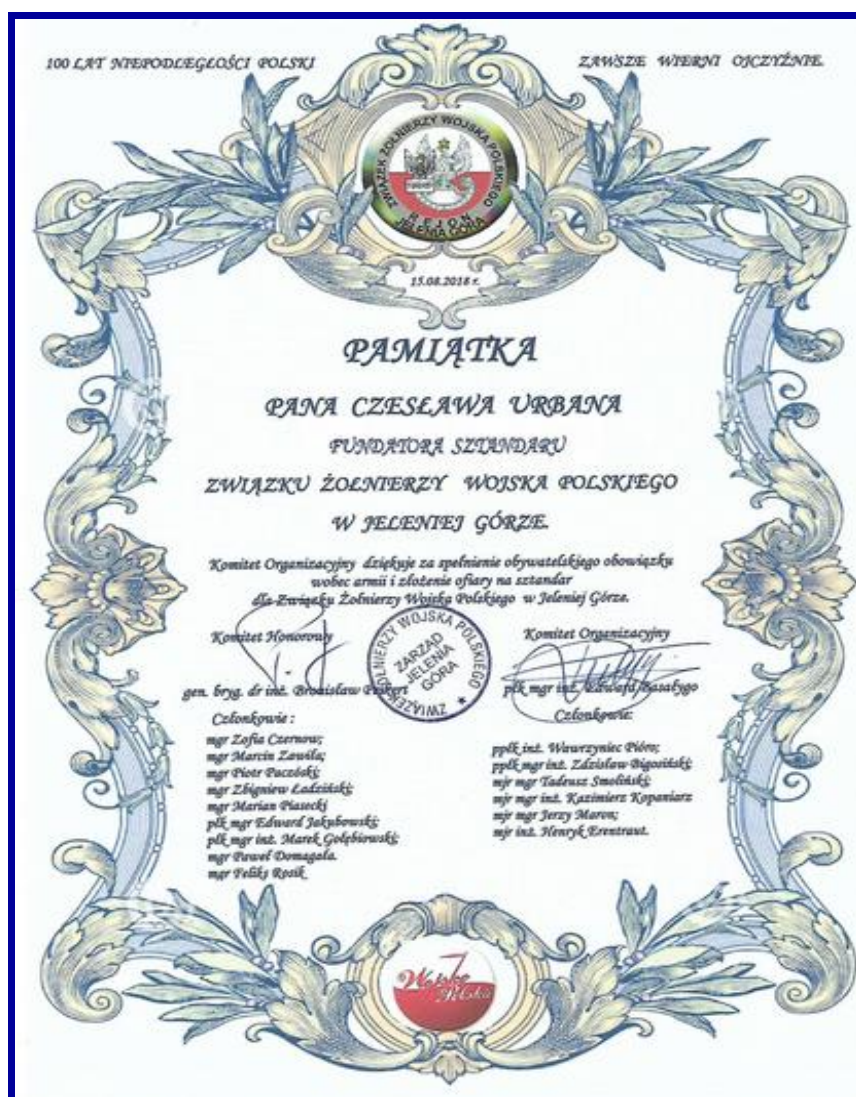 100 LAT NIEPODLEGŁOŚCI POLSKI
ZAWSZE WIERNI OJCZYŹNIE.
ZWIĄZEK ŻOŁNIERZY WOJSKA POLSKIEGO
REJON
JELENIA GÓRA
15.08.2018 r.
PAMIĄTKA
PANA CZESŁAWA URBANA
FUNDATORA SZTANDARU
ZWIĄZKU ŻOŁNIERZY WOJSKA POLSKIEGO
W JELENIEJ GÓRZE.
Komitet Organizacyjny dziękuje za spełnienie obywatelskiego obowiązku
wobec armii i złożenie ofiary na sztandar
dla Związku Żołnierzy Wojska Polskiego w Jeleniej Górze.
Komitet Honorowy
gen. bryg. dr inż. Bronisław
Członkowie :
mgr Zofia Czernow;
mgr Marcin Zawiła;
mgr Piotr Paczóski;
mgr Zbigniew Ładziński;
mgr Marian Piasecki
płk mgr Edward Jakubowski;
płk mgr inż. Marek Gołębiowski;
mgr Paweł Domagała.
mgr Feliks Rosik
ZWIĄZEK ŻOŁNIERZY WOJSKA POLSKIEGO
ZARZĄD
JELENIA
GÓRA
Komitet Organizacyjny
płk mgr inż. Edward Basałygo
Członkowie:
ppłk inż. Wawrzyniec Pióro;
ppłk mgr inż. Zdzisław Bigosiński;
mjr mgr Tadeusz Smoliński;
mjr mgr inż. Kazimierz Kopaniarz
mjr mgr Jerzy Maron;
mjr inż. Henryk Erentraut.
Wojsko
Polskie